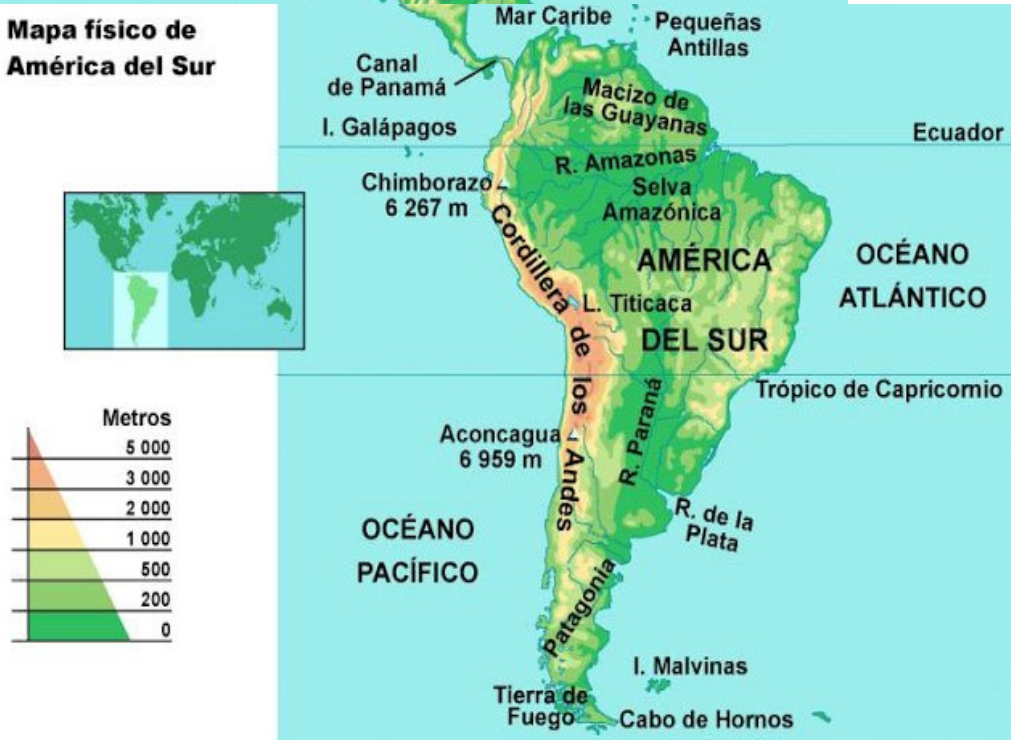 Mapa físico de
América del Sur
Mar Caribe
Pequeñas
Antillas
Canal
de Panamá
Macizo de
las Guayanas
I. Galápagos
Ecuador
R. Amazonas
Chimborazo
6 267 m
Selva
Amazónica
Cordillera de los Andes
AMÉRICA
DEL SUR
OCÉANO
ATLÁNTICO
L. Titicaca
Trópico de Capricornio
R. Paraná
Aconcagua
6 959 m
R. de la
Plata
OCÉANO
PACÍFICO
Patagonia
I. Malvinas
Tierra de
Fuego
Cabo de Hornos
Metros
5 000
3 000
2 000
1 000
500
200
0